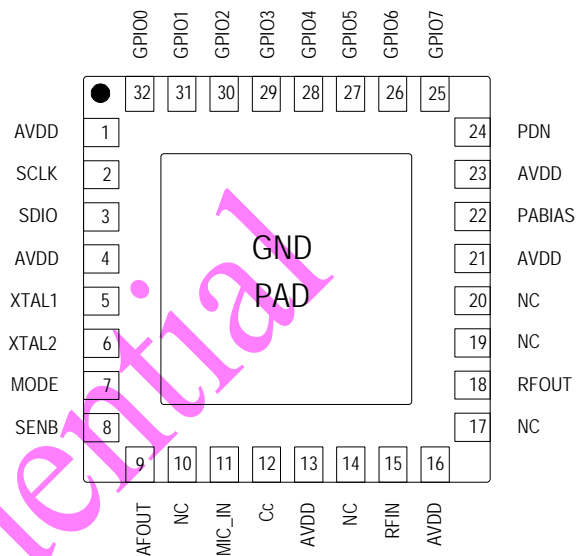 GPIO0 GPIO1 GPIO2 GPIO3 GPIO4 GPIO5 GPIO6 GPIO7
32 31 30 29 28 27 26 25
AVDD 1
SCLK 2
SDIO 3
AVDD 4
XTAL1 5
XTAL2 6
MODE 7
SENB 8
GND
PAD
24 PDN
23 AVDD
22 PABIAS
21 AVDD
20 NC
19 NC
18 RFOUT
17 NC
9 10 11 12 13 14 15 16
AFOUT NC MIC_IN Cc AVDD NC RFIN AVDD
dential